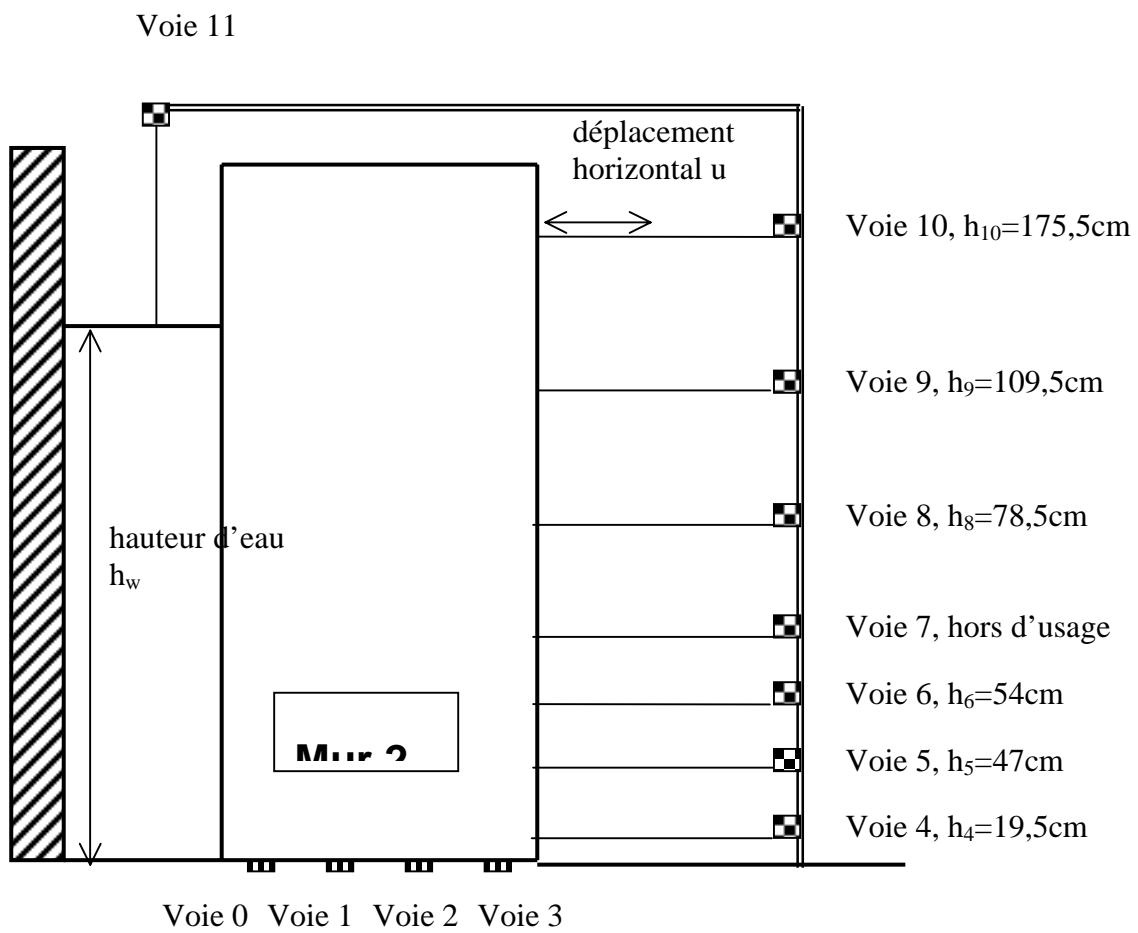 Voie 11
déplacement
horizontal u
Voie 10, h10=175,5cm
Voie 9, h9=109,5cm
hauteur d'eau
hw
Voie 8, h8=78,5cm
Voie 7, hors d'usage
Voie 6, h6=54cm
Mur 2
Voie 5, h5=47cm
Voie 4, h4=19,5cm
Voie 0 Voie 1 Voie 2 Voie 3